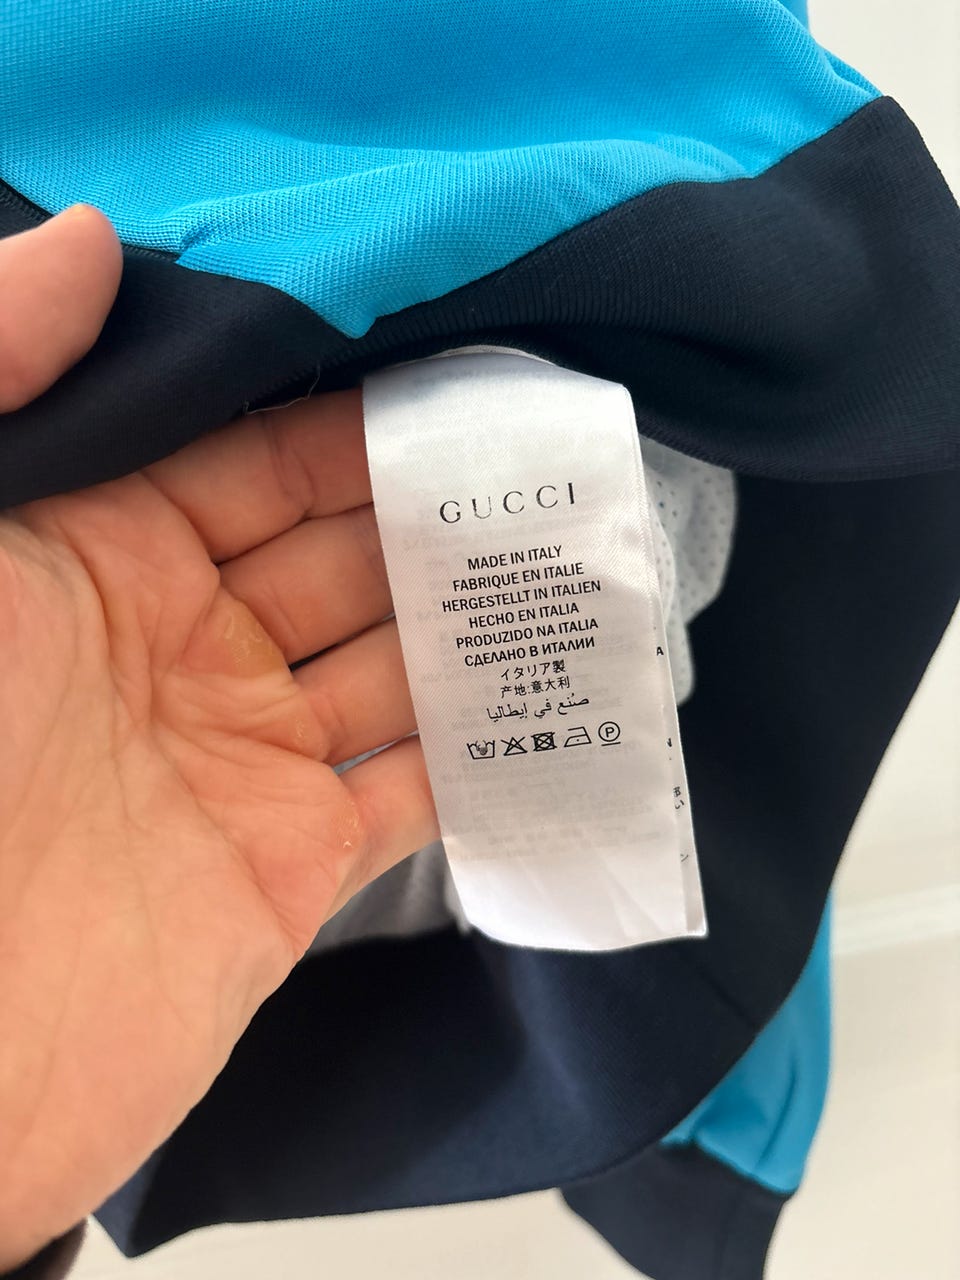 GUCCI
MADE IN ITALY
FABRIQUE EN ITALIE
HERGESTELLT IN ITALIEN
HECHO EN ITALIA
PRODUZIDO NA ITALIA
СДЕЛАНО В ИТАЛИИ
イタリア製
产地:意大利
صُنع في إيطاليا
P